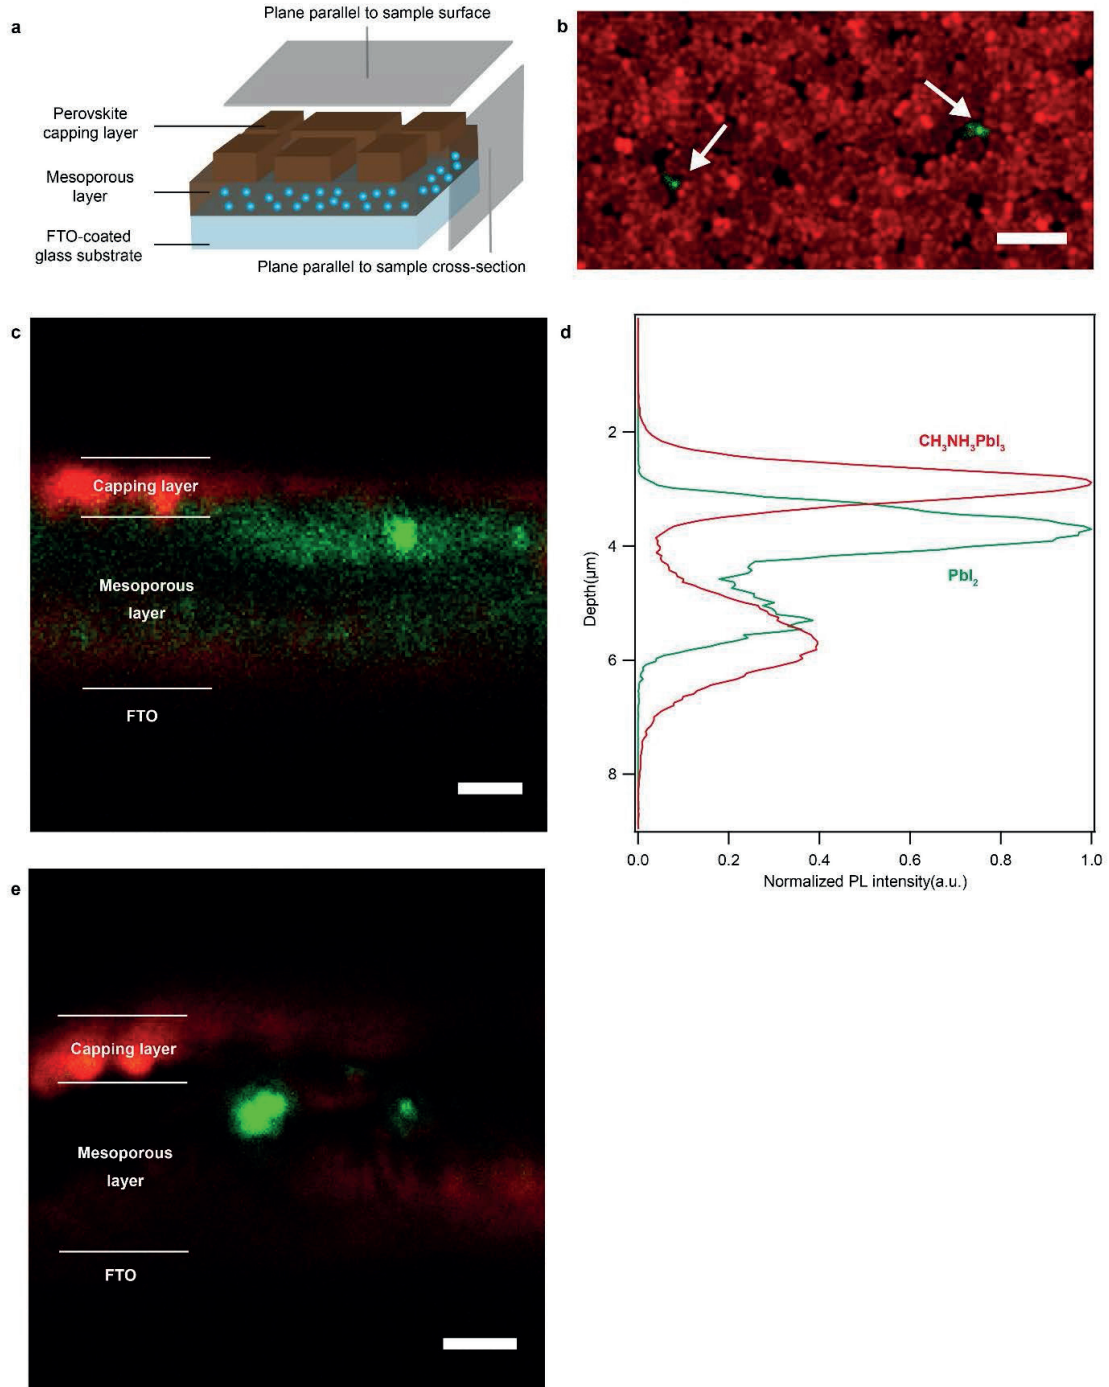 a
Plane parallel to sample surface
Perovskite
capping layer
Mesoporous
layer
FTO-coated
glass substrate
Plane parallel to sample cross-section
b
c
Capping layer
Mesoporous
layer
FTO
d
CH₃NH₃PbI₃
PbI₂
Depth(μm)
2
4
6
8
0.0 0.2 0.4 0.6 0.8 1.0
Normalized PL intensity(a.u.)
e
Capping layer
Mesoporous
layer
FTO